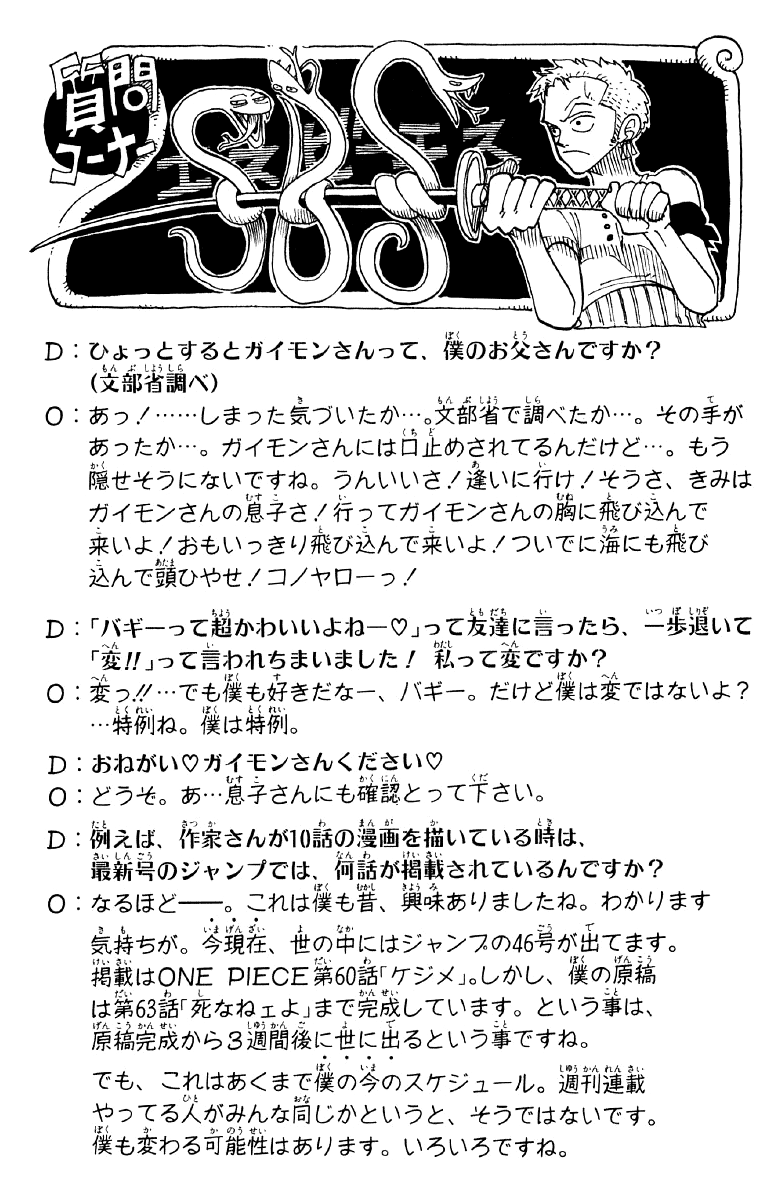 質問
コーナー
SBS
D：ひょっとするとガイモンさんって、僕のお父さんですか？
（文部省調べ）
O：あっ！……しまった気づいたか…。文部省で調べたか…。その手が
あったか…。ガイモンさんには口止めされてるんだけど…。もう
隠せそうにないですね。うんいいさ！逢いに行け！そうさ、きみは
ガイモンさんの息子さ！行ってガイモンさんの胸に飛び込んで
来いよ！おもいっきり飛び込んで来いよ！ついでに海にも飛び
込んで頭ひやせ！コノヤローっ！
D：「バギーって超かわいいよねー♡」って友達に言ったら、一歩退いて
「変!!」って言われちまいました！ 私って変ですか？
O：変っ!!…でも僕も好きだなー、バギー。だけど僕は変ではないよ？
…特例ね。僕は特例。
D：おねがい♡ガイモンさんください♡
O：どうぞ。あ…息子さんにも確認とって下さい。
D：例えば、作家さんが10話の漫画を描いている時は、
最新号のジャンプでは、何話が掲載されているんですか？
O：なるほど――。これは僕も昔、興味ありましたね。わかります
気持ちが。今現在、世の中にはジャンプの46号が出てます。
掲載はONE PIECE第60話「ケジメ」。しかし、僕の原稿
は第63話「死なねェよ」まで完成しています。という事は、
原稿完成から3週間後に世に出るという事ですね。
でも、これはあくまで僕の今のスケジュール。週刊連載
やってる人がみんな同じかというと、そうではないです。
僕も変わる可能性はあります。いろいろですね。